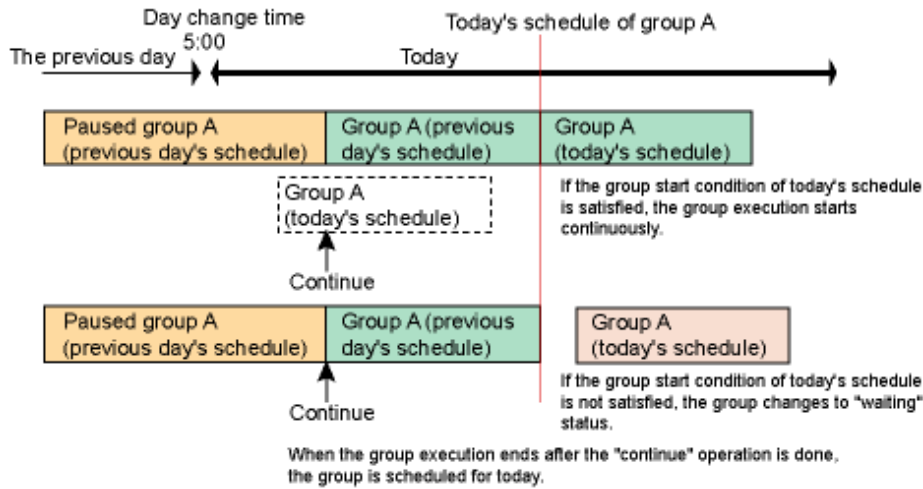 Day change time
5:00
Today's schedule of group A
The previous day
Today
Paused group A
(previous day's schedule)
Group A (previous
day's schedule)
Group A
(today's schedule)
Group A
(today's schedule)
If the group start condition of today's schedule
is satisfied, the group execution starts
continuously.
Continue
Paused group A
(previous day's schedule)
Group A (previous
day's schedule)
Group A
(today's schedule)
Continue
If the group start condition of today's schedule
is not satisfied, the group changes to "waiting"
status.
When the group execution ends after the "continue" operation is done,
the group is scheduled for today.